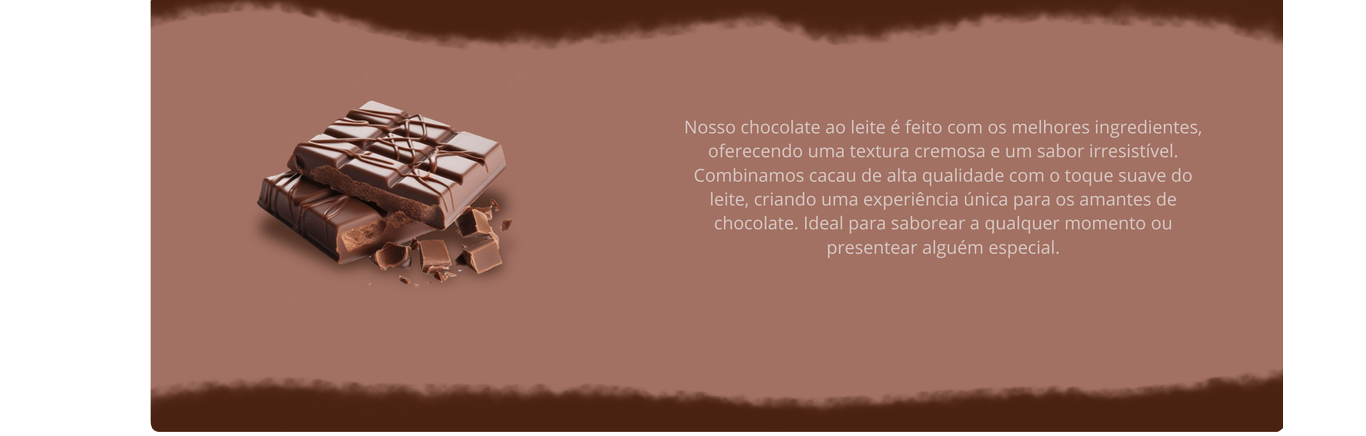 Nosso chocolate ao leite é feito com os melhores ingredientes,
oferecendo uma textura cremosa e um sabor irresistível.
Combinamos cacau de alta qualidade com o toque suave do
leite, criando uma experiência única para os amantes de
chocolate. Ideal para saborear a qualquer momento ou
presentear alguém especial.